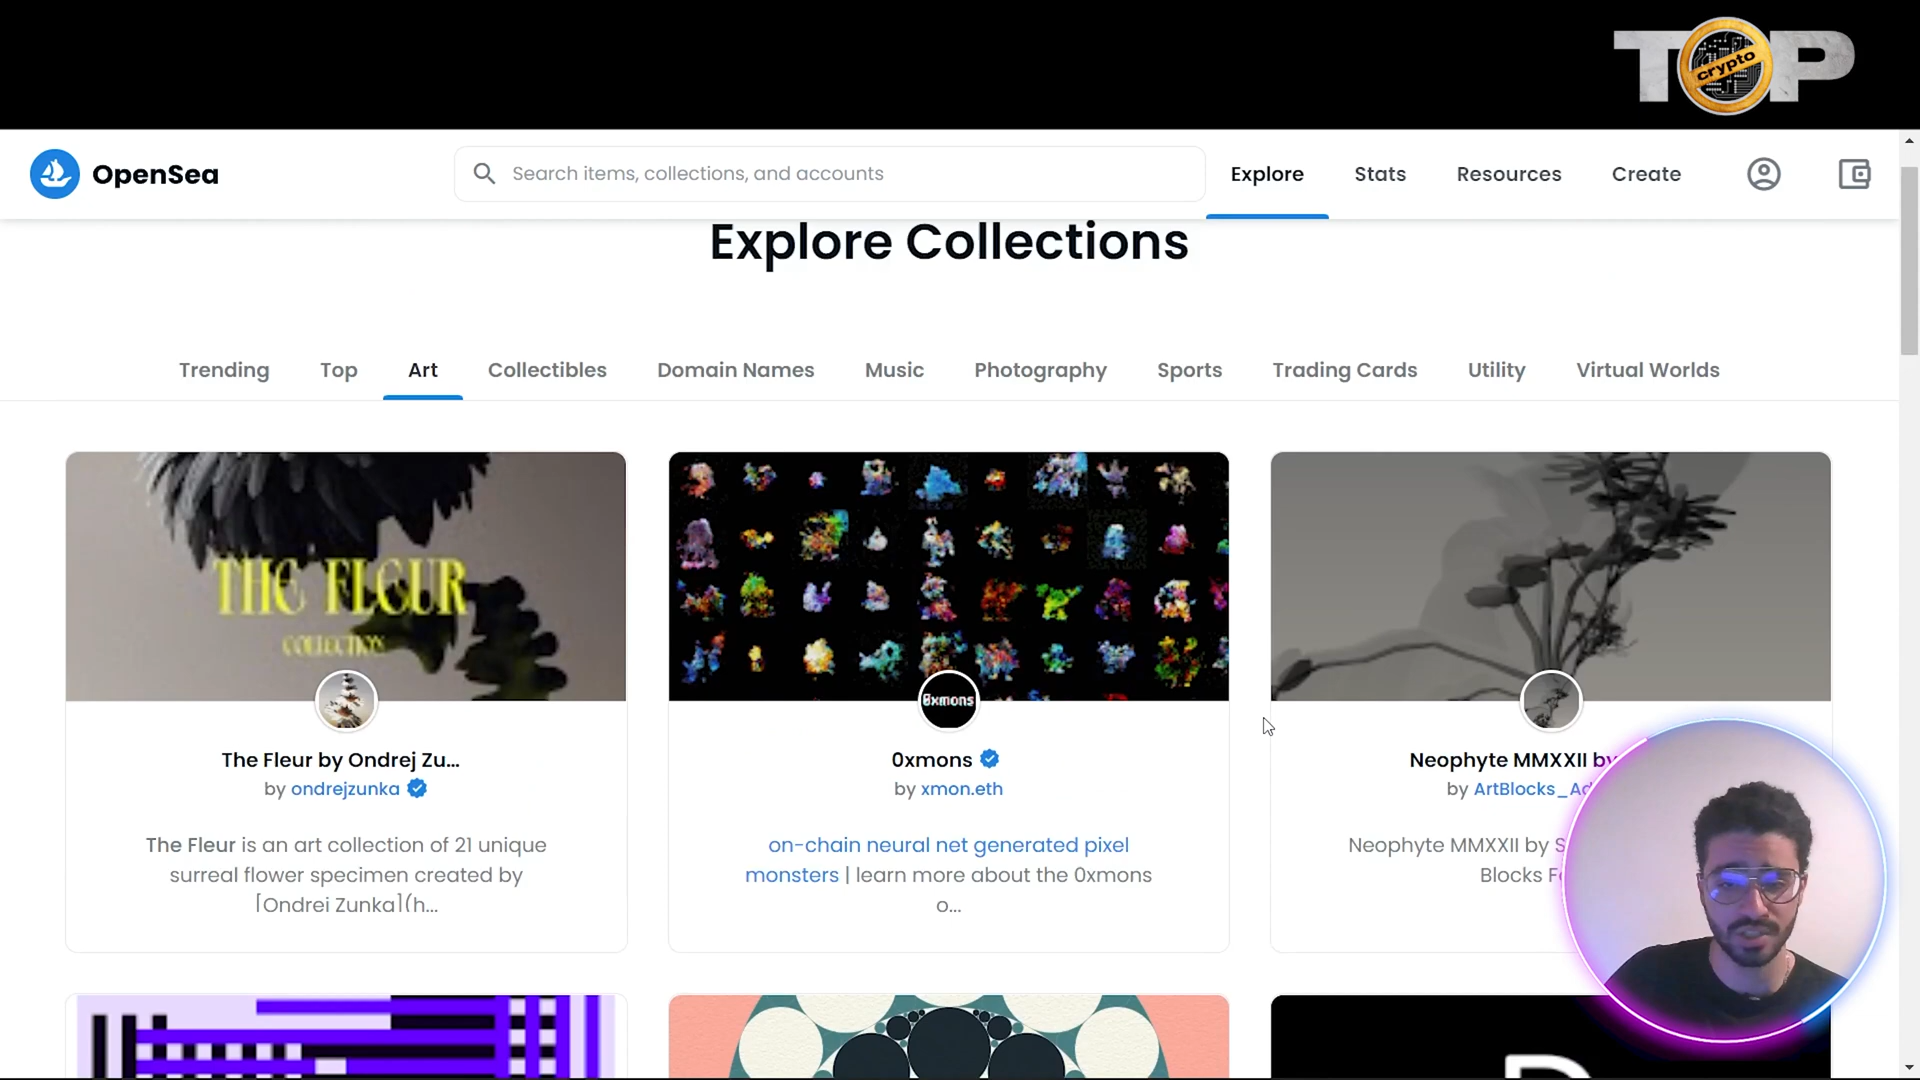 TOP
crypto
OpenSea
Search items, collections, and accounts
Explore
Stats
Resources
Create
Explore Collections
Trending
Top
Art
Collectibles
Domain Names
Music
Photography
Sports
Trading Cards
Utility
Virtual Worlds
THE FLEUR
COLLECTION
The Fleur by Ondrej Zu...
by ondrejzunka
The Fleur is an art collection of 21 unique
surreal flower specimen created by
[Ondrej Zunka](h...
0xmons
0xmons
by xmon.eth
on-chain neural net generated pixel
monsters | learn more about the 0xmons
o...
Neophyte MMXXII by
by ArtBlocks_Ad
Neophyte MMXXII by S
Blocks F